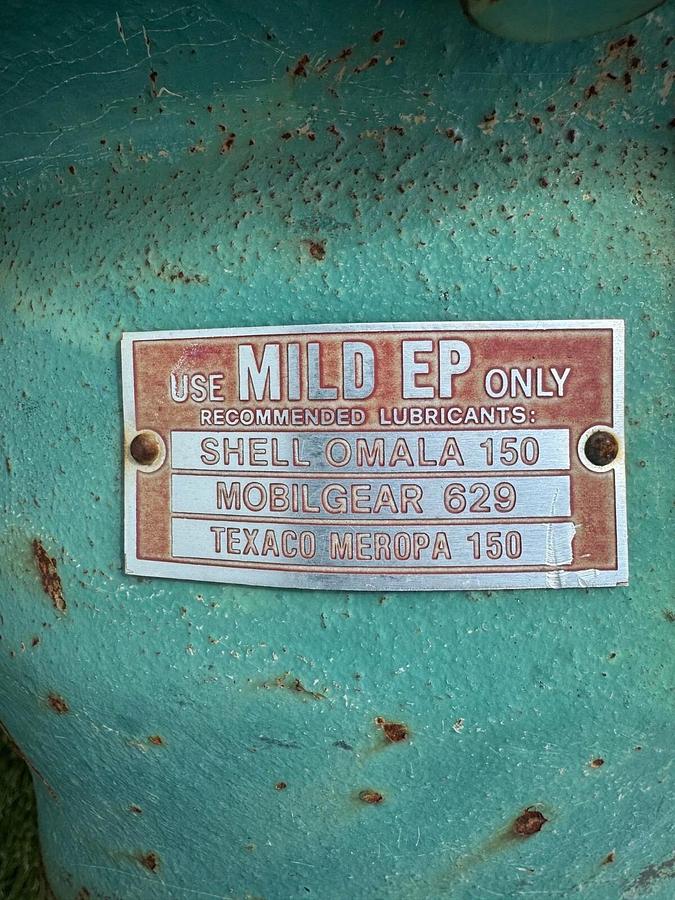 USE MILD EP ONLY
RECOMMENDED LUBRICANTS:
SHELL OMALA 150
MOBILGEAR 629
TEXACO MEROPA 150